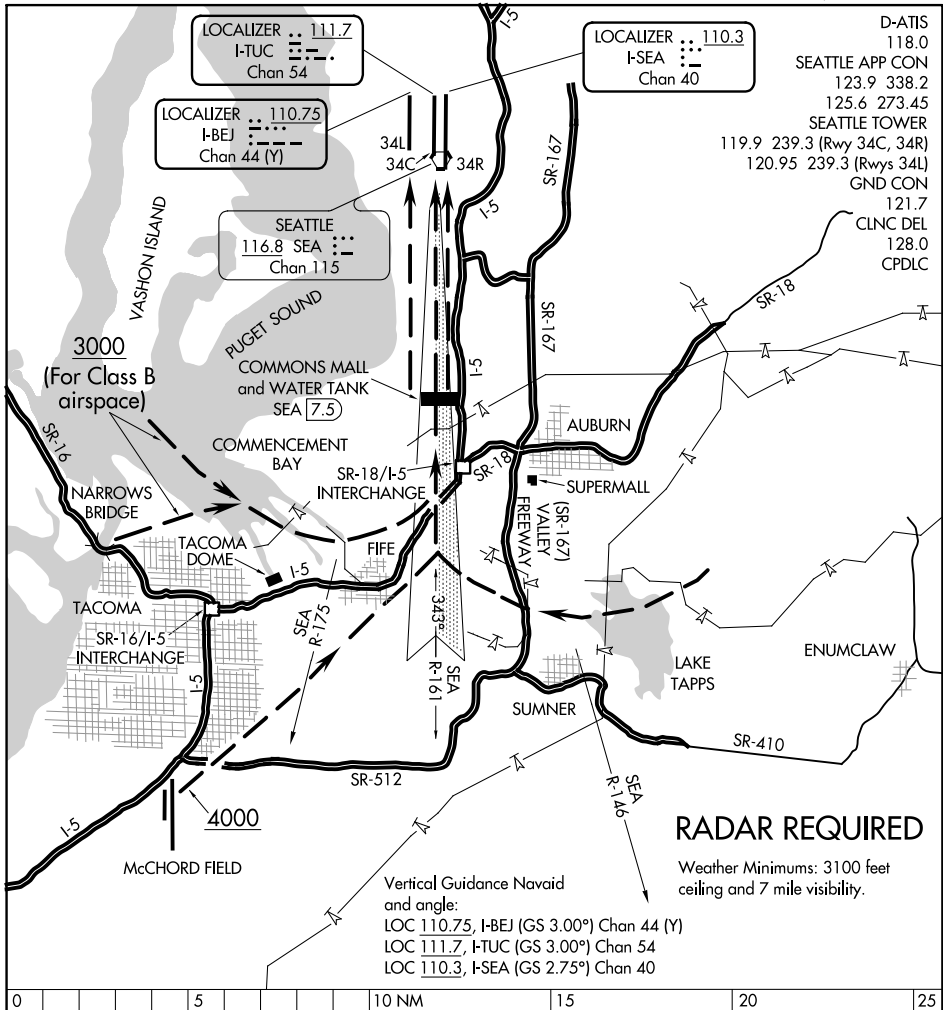 LOCALIZER 111.7
I-TUC
Chan 54
LOCALIZER 110.3
I-SEA
Chan 40
D-ATIS
118.0
SEATTLE APP CON
123.9 338.2
125.6 273.45
SEATTLE TOWER
119.9 239.3 (Rwy 34C, 34R)
120.95 239.3 (Rwys 34L)
GND CON
121.7
CLNC DEL
128.0
CPDLC
LOCALIZER 110.75
I-BEJ
Chan 44 (Y)
34L
34C
34R
I-5
SR-167
I-5
SEATTLE
116.8 SEA
Chan 115
VASHON ISLAND
PUGET SOUND
SR-18
SR-167
I-5
3000
(For Class B
airspace)
COMMONS MALL
and WATER TANK
SEA 7.5
SR-16
COMMENCEMENT
BAY
AUBURN
SR-18/I-5
INTERCHANGE
SR-18
SUPERMALL
NARROWS
BRIDGE
(SR-167)
VALLEY
FREEWAY
TACOMA
DOME
FIFE
I-5
TACOMA
SR-16/I-5
INTERCHANGE
SEA
R-175
343°
SEA
R-161
I-5
LAKE
TAPPS
ENUMCLAW
SUMNER
SR-410
SR-512
SEA
R-146
4000
I-5
McCHORD FIELD
RADAR REQUIRED
Weather Minimums: 3100 feet
ceiling and 7 mile visibility.
Vertical Guidance Navaid
and angle:
LOC 110.75, I-BEJ (GS 3.00°) Chan 44 (Y)
LOC 111.7, I-TUC (GS 3.00°) Chan 54
LOC 110.3, I-SEA (GS 2.75°) Chan 40
0 5 10 NM 15 20 25